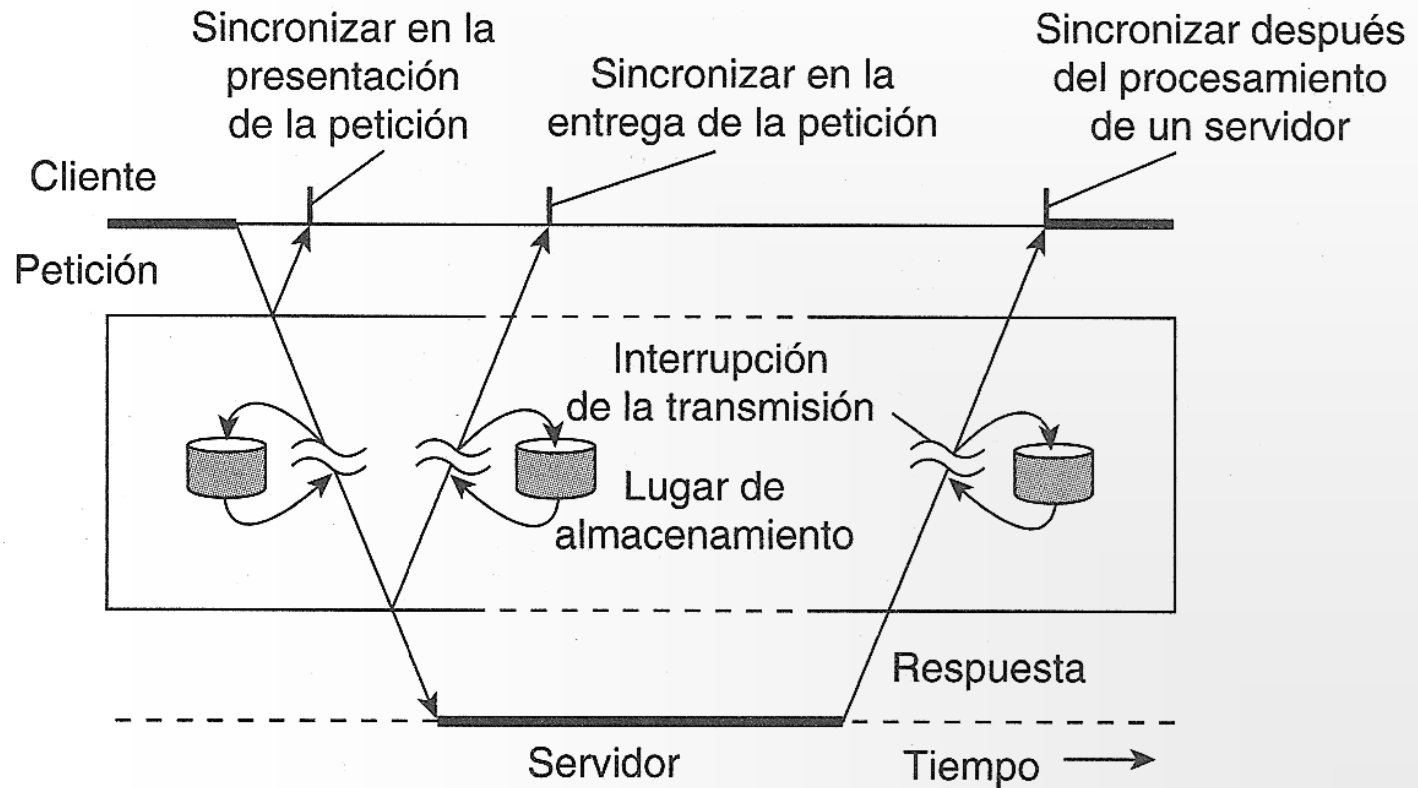 Sincronizar en la
presentación
de la petición
Sincronizar en la
entrega de la petición
Sincronizar después
del procesamiento
de un servidor
Cliente
Petición
Interrupción
de la transmisión
Lugar de
almacenamiento
Respuesta
Servidor
Tiempo